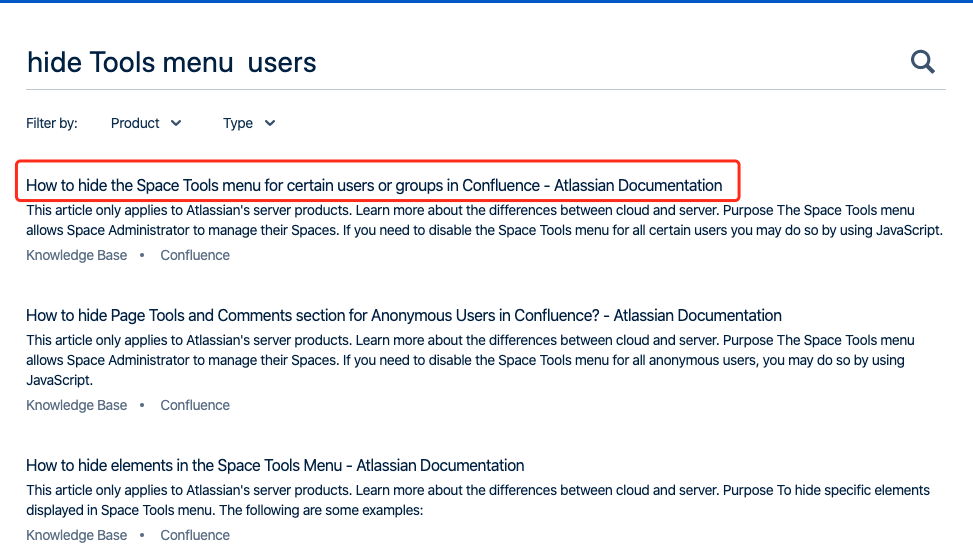 hide Tools menu  users
Filter by: Product Type
How to hide the Space Tools menu for certain users or groups in Confluence - Atlassian Documentation
This article only applies to Atlassian's server products. Learn more about the differences between cloud and server. Purpose The Space Tools menu
allows Space Administrator to manage their Spaces. If you need to disable the Space Tools menu for all certain users you may do so by using JavaScript.
Knowledge Base • Confluence
How to hide Page Tools and Comments section for Anonymous Users in Confluence? - Atlassian Documentation
This article only applies to Atlassian's server products. Learn more about the differences between cloud and server. Purpose The Space Tools menu
allows Space Administrator to manage their Spaces. If you need to disable the Space Tools menu for all anonymous users, you may do so by using
JavaScript.
Knowledge Base • Confluence
How to hide elements in the Space Tools Menu - Atlassian Documentation
This article only applies to Atlassian's server products. Learn more about the differences between cloud and server. Purpose To hide specific elements
displayed in Space Tools menu. The following are some examples:
Knowledge Base • Confluence